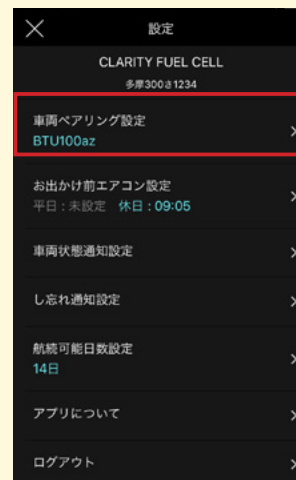 設定
CLARITY FUEL CELL
多摩300さ1234
車両ペアリング設定
BTU100az
お出かけ前エアコン設定
平日：未設定 休日：09:05
車両状態通知設定
し忘れ通知設定
航続可能日数設定
14日
アプリについて
ログアウト